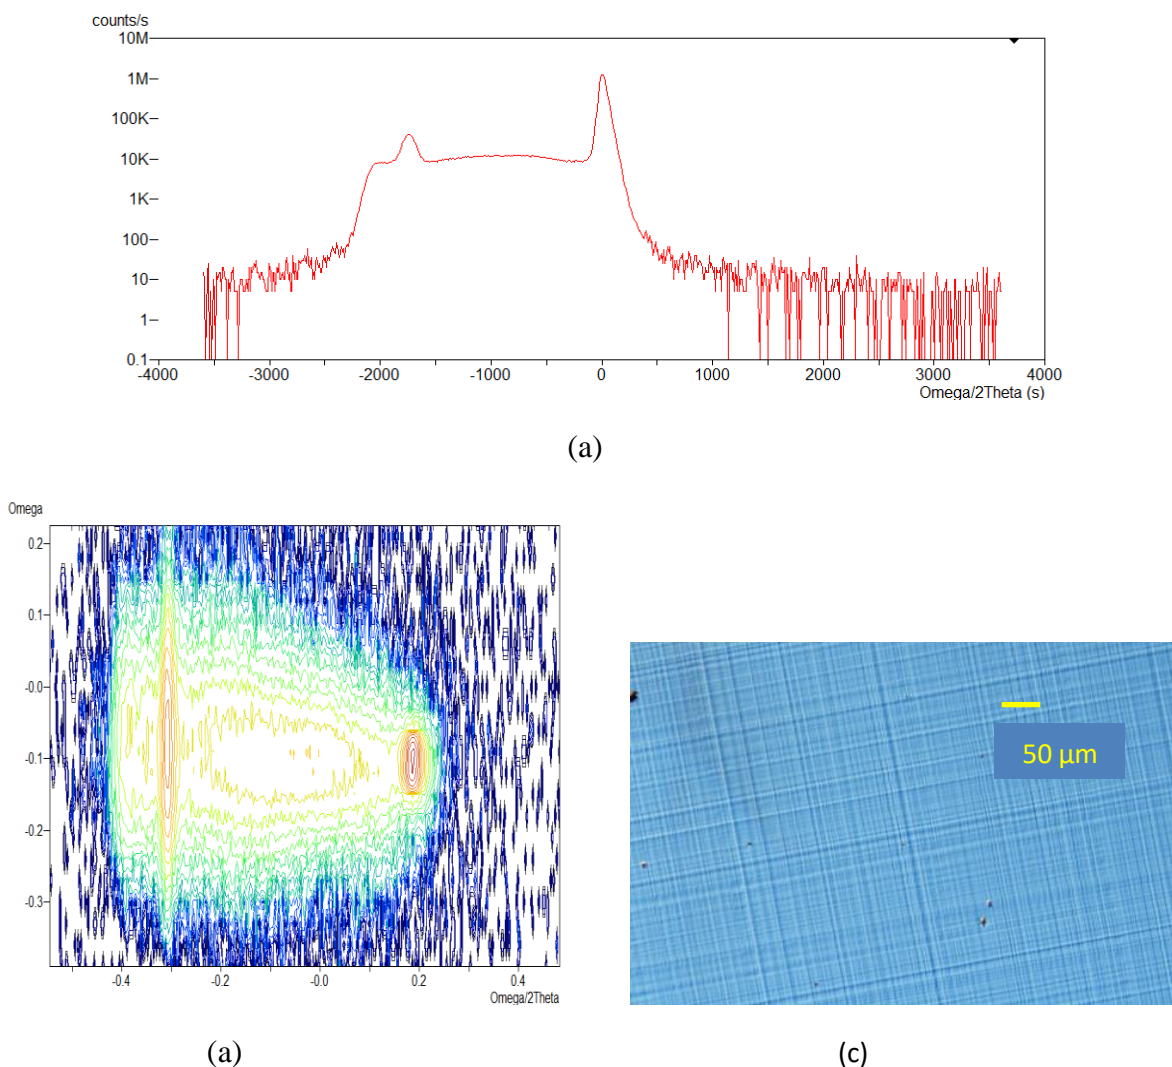 counts/s
10M
1M
100K
10K
1K
100
10
1
0.1
-4000 -3000 -2000 -1000 0 1000 2000 3000 4000
Omega/2Theta (s)
(a)
Omega
0.2
0.1
-0.0
-0.1
-0.2
-0.3
-0.4 -0.2 -0.0 0.2 0.4
Omega/2Theta
50 μm
(a)
(c)